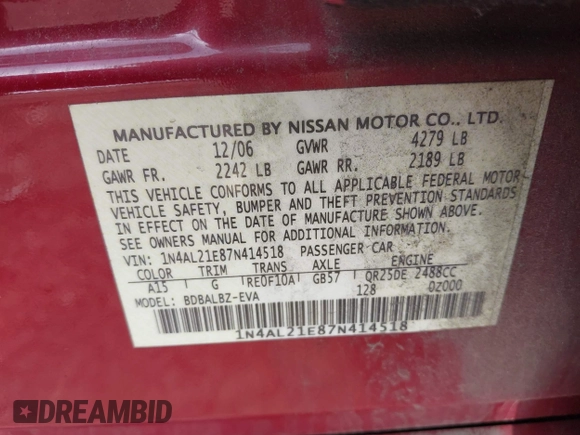 MANUFACTURED BY NISSAN MOTOR CO., LTD.
DATE 12/06 GVWR 4279 LB
GAWR FR. 2242 LB GAWR RR. 2189 LB
THIS VEHICLE CONFORMS TO ALL APPLICABLE FEDERAL MOTOR
VEHICLE SAFETY, BUMPER AND THEFT PREVENTION STANDARDS
IN EFFECT ON THE DATE OF MANUFACTURE SHOWN ABOVE.
SEE OWNERS MANUAL FOR ADDITIONAL INFORMATION.
VIN: 1N4AL21E87N414518 PASSENGER CAR
COLOR TRIM TRANS AXLE ENGINE
A15 G RE0F10A GB57 QR25DE 2488CC
MODEL: BDBALBZ-EVA 128 0Z000
1N4AL21E87N414518
DREAMBID